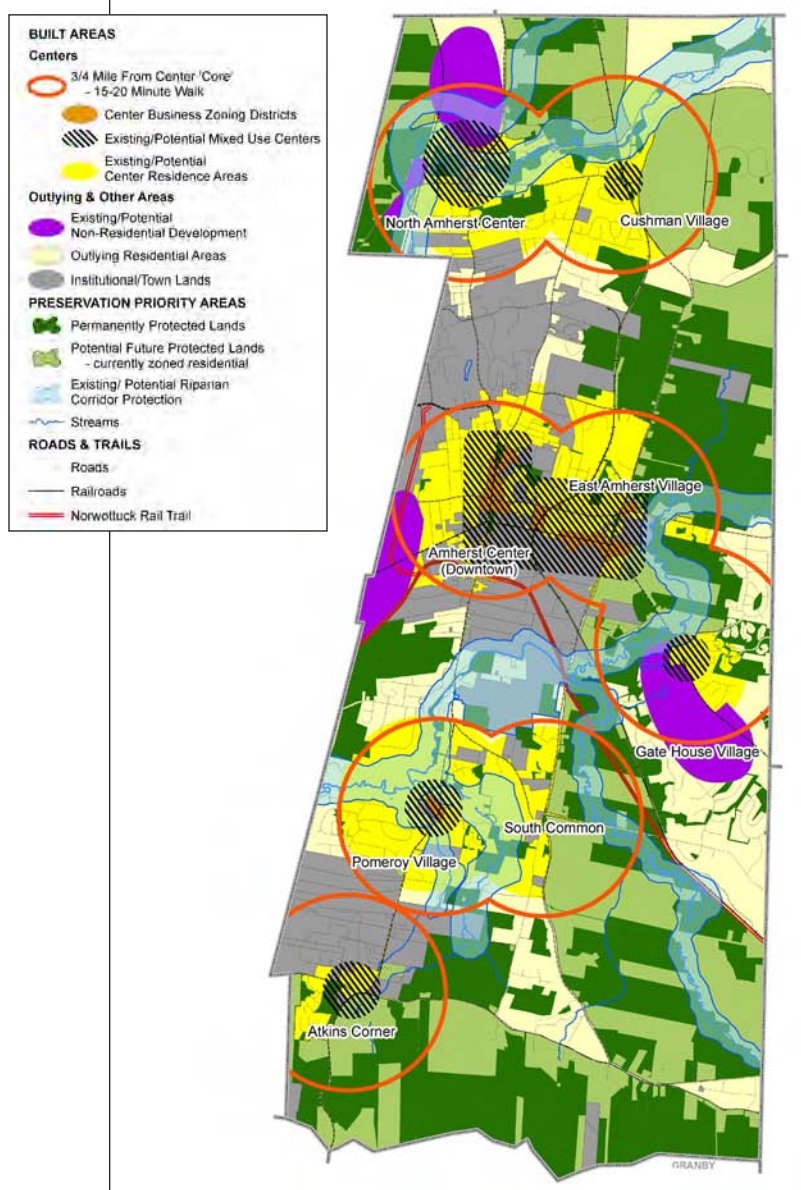 BUILT AREAS
Centers
3/4 Mile From Center 'Core'
- 15-20 Minute Walk
Center Business Zoning Districts
Existing/Potential Mixed Use Centers
Existing/Potential
Center Residence Areas
Outlying & Other Areas
Existing/Potential
Non-Residential Development
Outlying Residential Areas
Institutional/Town Lands
PRESERVATION PRIORITY AREAS
Permanently Protected Lands
Potential Future Protected Lands
- currently zoned residential
Existing/ Potential Riparian
Corridor Protection
Streams
ROADS & TRAILS
Roads
Railroads
Norwottuck Rail Trail
North Amherst Center
Cushman Village
East Amherst Village
Amherst Center
(Downtown)
Gate House Village
South Common
Pomeroy Village
Atkins Corner
GRANBY